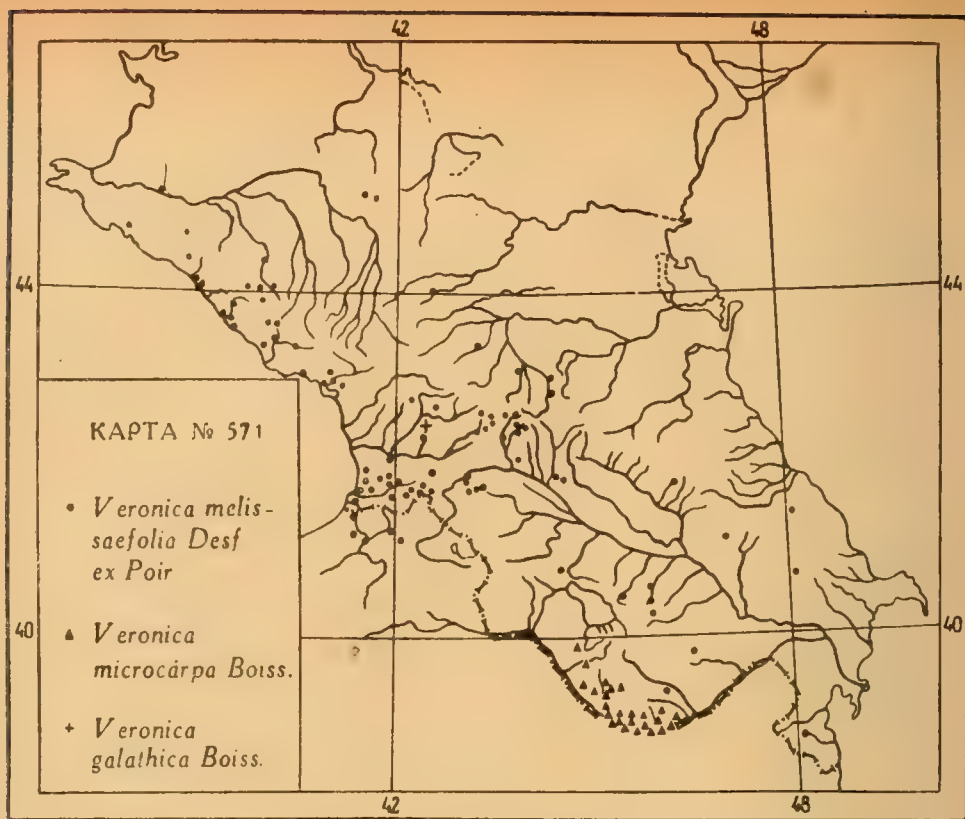 42 48
44 44
КАРТА № 571
• Veronica melis-
saefolia Desf
ex Poir
40 40
▲ Veronica
microcárpa Boiss.
+ Veronica
galathica Boiss.
42 48